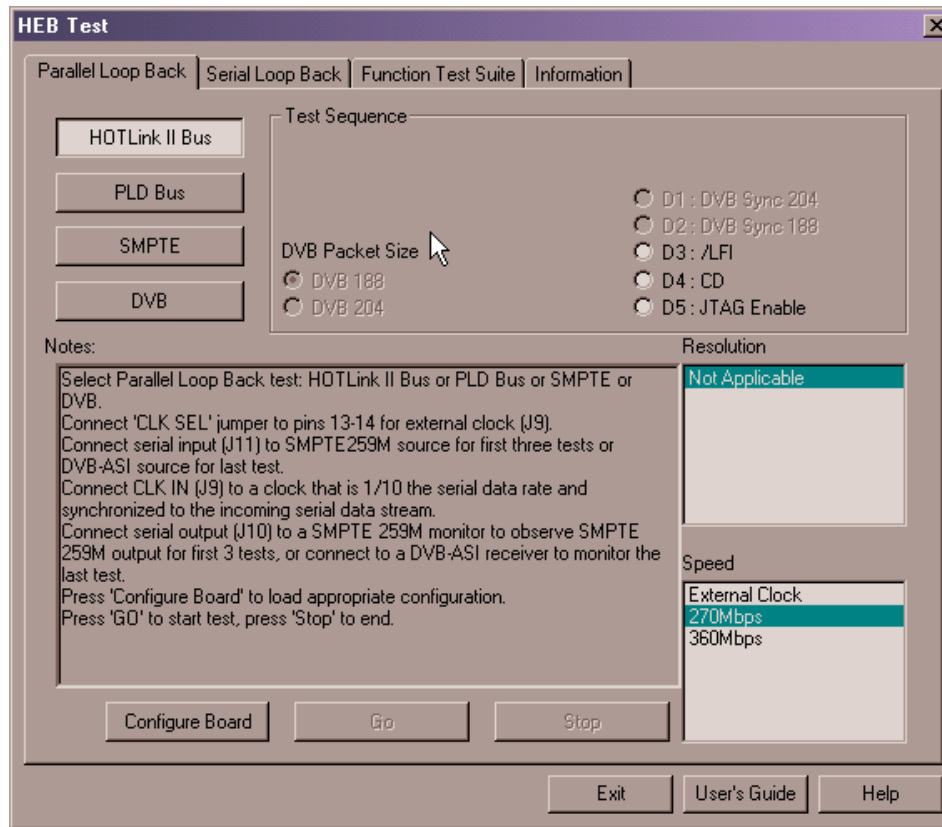 HEB Test
Parallel Loop Back
Serial Loop Back
Function Test Suite
Information
HOTLink II Bus
PLD Bus
SMPTE
DVB
Test Sequence
DVB Packet Size
DVB 188
DVB 204
D1 : DVB Sync 204
D2 : DVB Sync 188
D3 : /LFI
D4 : CD
D5 : JTAG Enable
Notes:
Select Parallel Loop Back test: HOTLink II Bus or PLD Bus or SMPTE or
DVB.
Connect 'CLK SEL' jumper to pins 13-14 for external clock (J9).
Connect serial input (J11) to SMPTE259M source for first three tests or
DVB-ASI source for last test.
Connect CLK IN (J9) to a clock that is 1/10 the serial data rate and
synchronized to the incoming serial data stream.
Connect serial output (J10) to a SMPTE 259M monitor to observe SMPTE
259M output for first 3 tests, or connect to a DVB-ASI receiver to monitor the
last test.
Press 'Configure Board' to load appropriate configuration.
Press 'GO' to start test, press 'Stop' to end.
Resolution
Not Applicable
Speed
External Clock
270Mbps
360Mbps
Configure Board
Go
Stop
Exit
User's Guide
Help